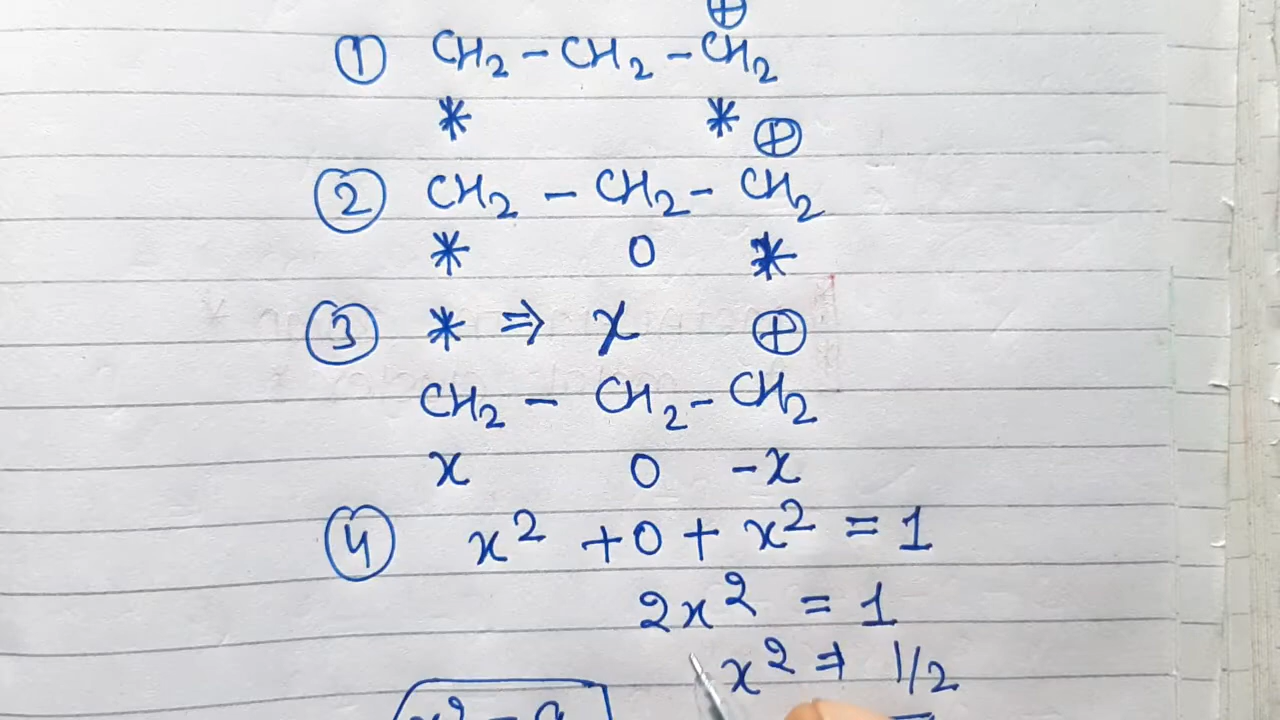 ⊕
① CH₂ - CH₂ - CH₂
* *
⊕
② CH₂ - CH₂ - CH₂
* 0 *
③ * ⇒ x ⊕
CH₂ - CH₂ - CH₂
x 0 -x
④ x² + 0 + x² = 1
2x² = 1
x² ⇒ 1/2